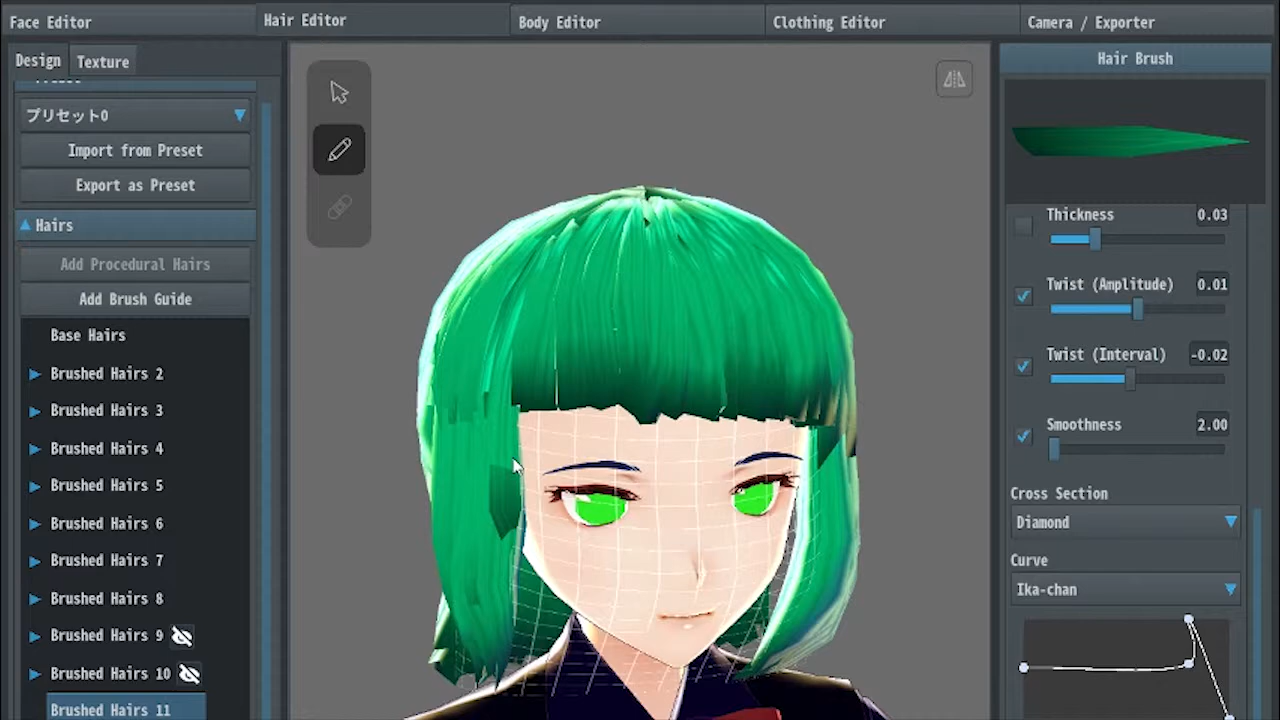 Face Editor
Hair Editor
Body Editor
Clothing Editor
Camera / Exporter
Design
Texture
プリセット0
Import from Preset
Export as Preset
Hairs
Add Procedural Hairs
Add Brush Guide
Base Hairs
Brushed Hairs 2
Brushed Hairs 3
Brushed Hairs 4
Brushed Hairs 5
Brushed Hairs 6
Brushed Hairs 7
Brushed Hairs 8
Brushed Hairs 9
Brushed Hairs 10
Brushed Hairs 11
Hair Brush
Thickness 0.03
Twist (Amplitude) 0.01
Twist (Interval) -0.02
Smoothness 2.00
Cross Section
Diamond
Curve
Ika-chan